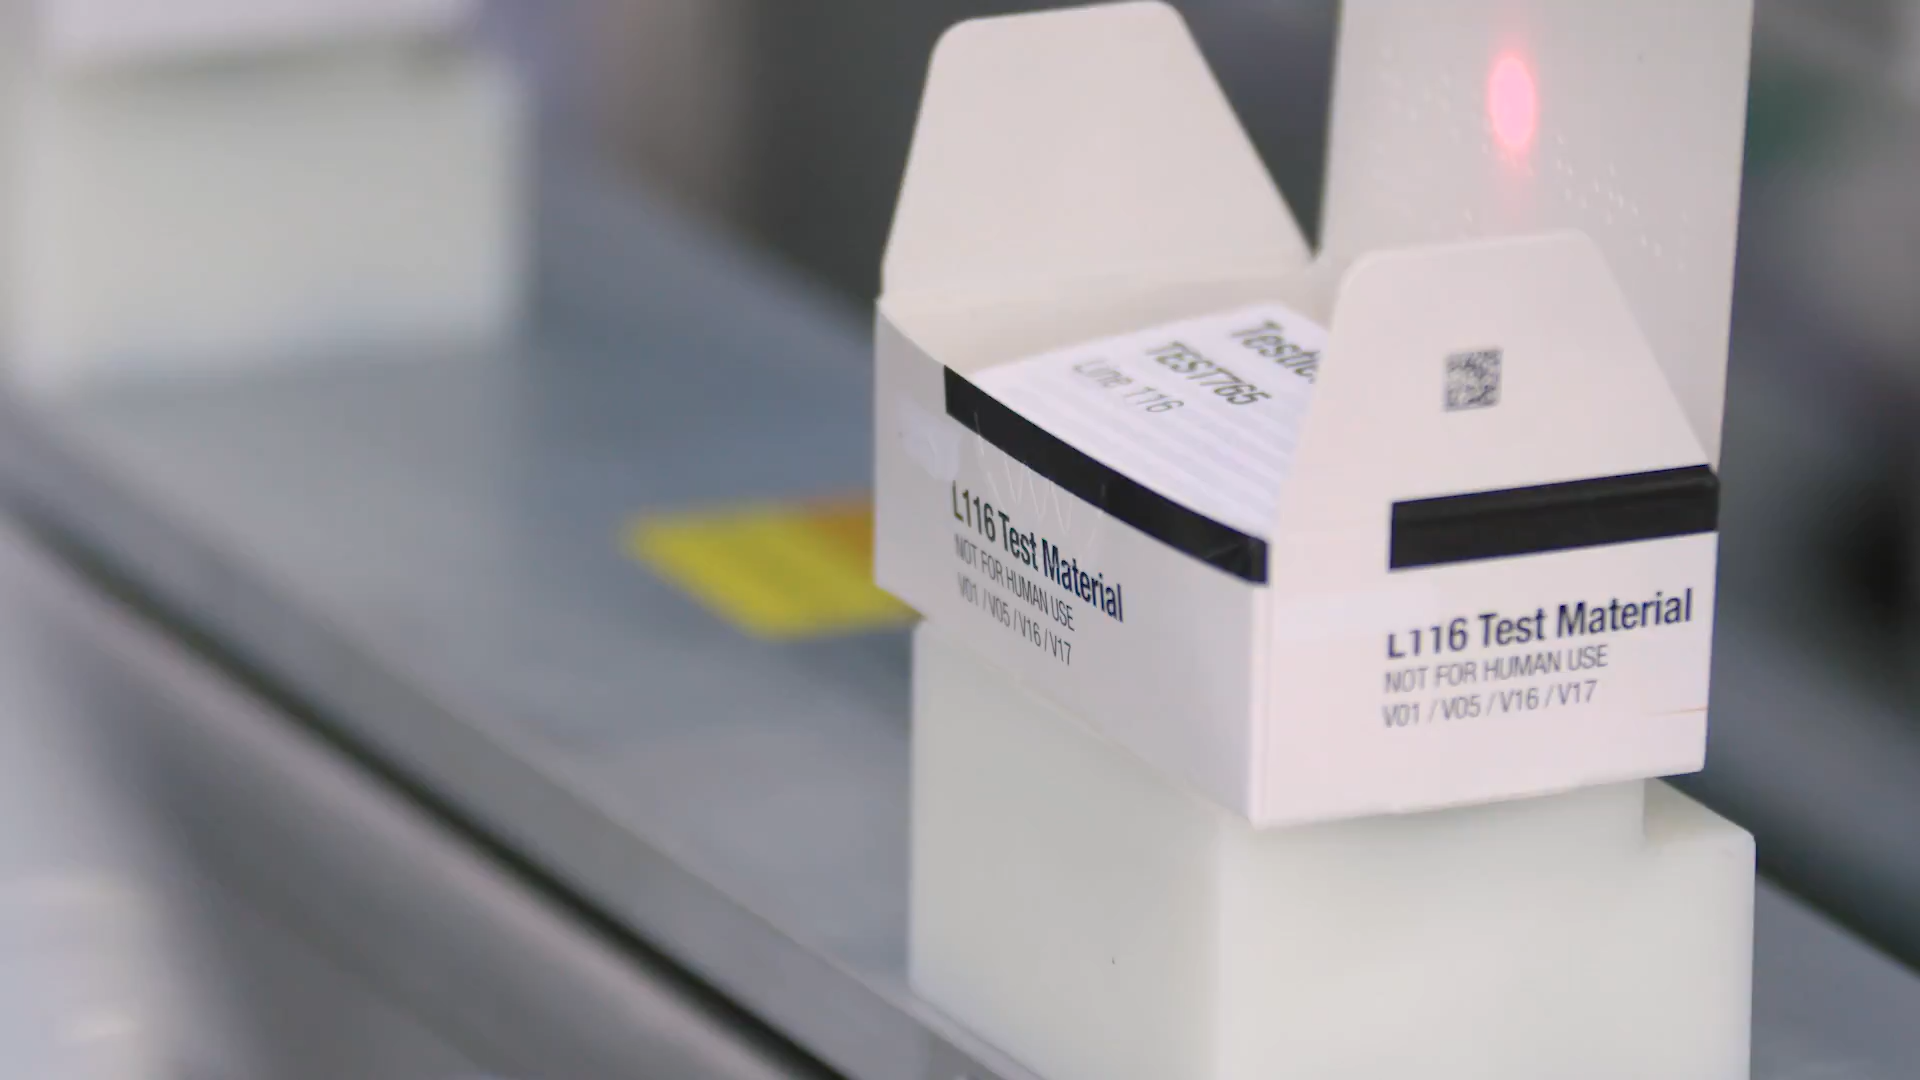 TEST765
Line 116
L116 Test Material
NOT FOR HUMAN USE
V01 / V05 / V16 / V17
L116 Test Material
NOT FOR HUMAN USE
V01 / V05 / V16 / V17